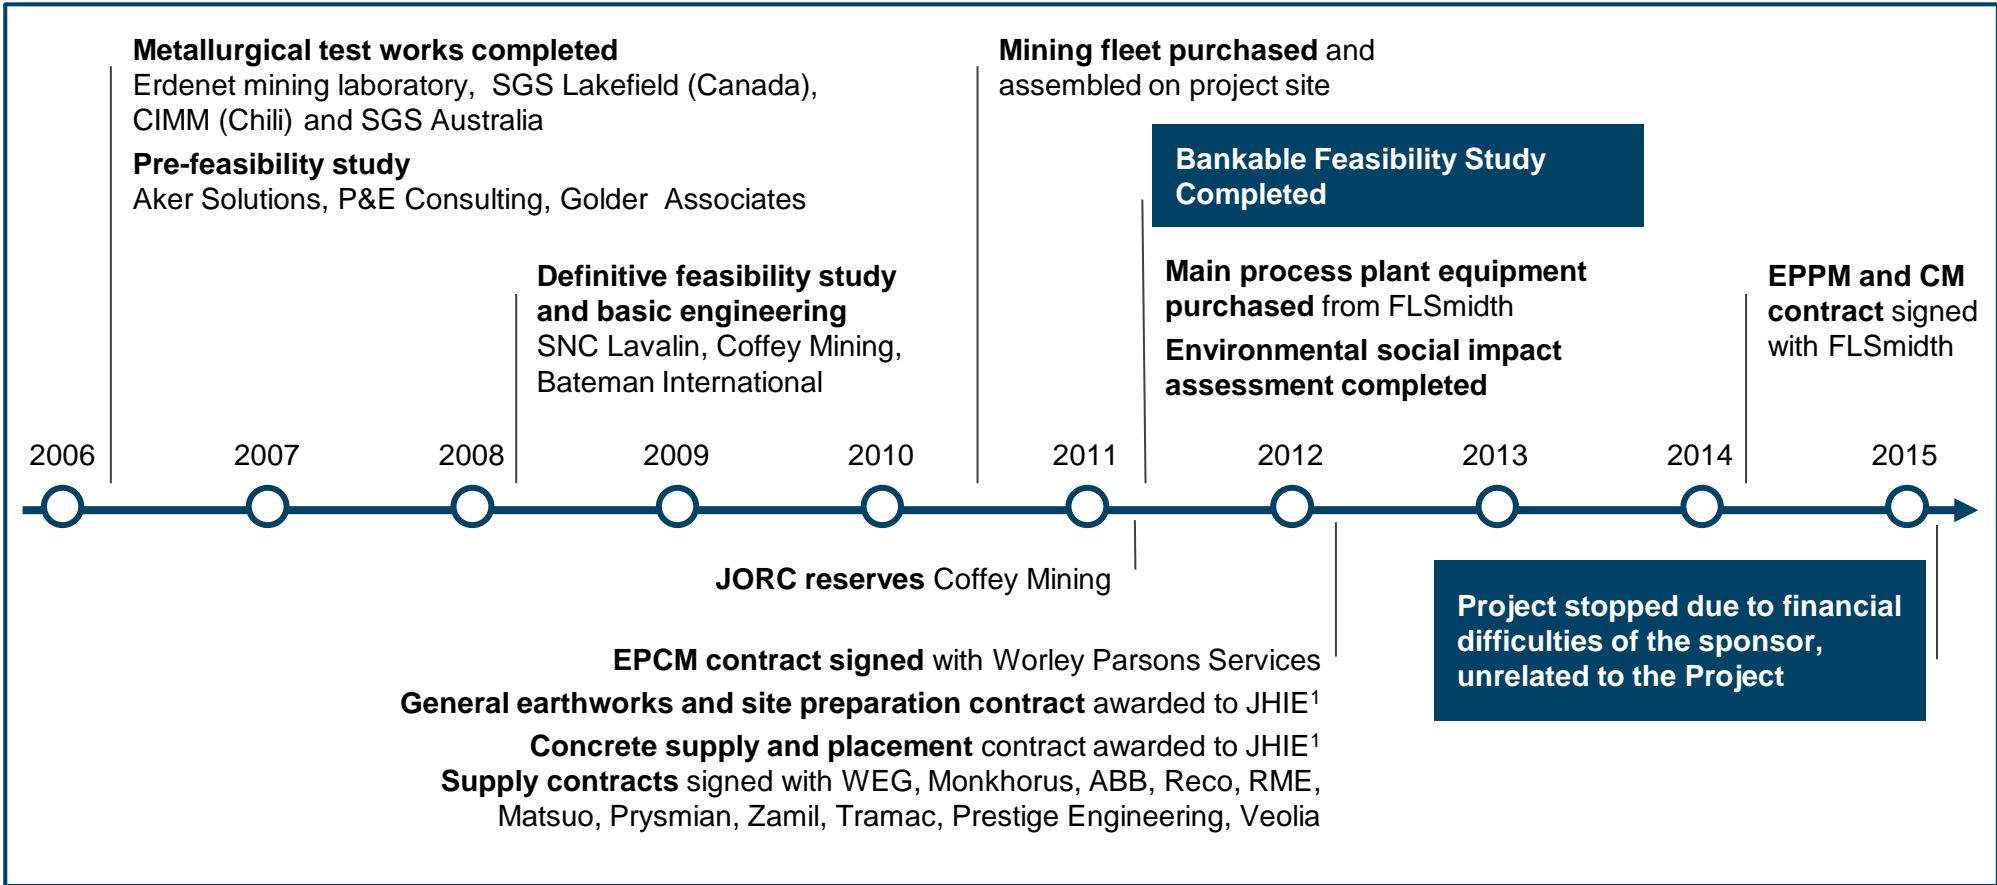 Metallurgical test works completed
Erdenet mining laboratory, SGS Lakefield (Canada),
CIMM (Chili) and SGS Australia
Pre-feasibility study
Aker Solutions, P&E Consulting, Golder Associates
Definitive feasibility study
and basic engineering
SNC Lavalin, Coffey Mining,
Bateman International
Mining fleet purchased and
assembled on project site
Bankable Feasibility Study
Completed
Main process plant equipment
purchased from FLSmidth
Environmental social impact
assessment completed
EPPM and CM
contract signed
with FLSmidth
2006 2007 2008 2009 2010 2011 2012 2013 2014 2015
JORC reserves Coffey Mining
EPCM contract signed with Worley Parsons Services
General earthworks and site preparation contract awarded to JHIE¹
Concrete supply and placement contract awarded to JHIE¹
Supply contracts signed with WEG, Monkhorus, ABB, Reco, RME,
Matsuo, Prysmian, Zamil, Tramac, Prestige Engineering, Veolia
Project stopped due to financial
difficulties of the sponsor,
unrelated to the Project